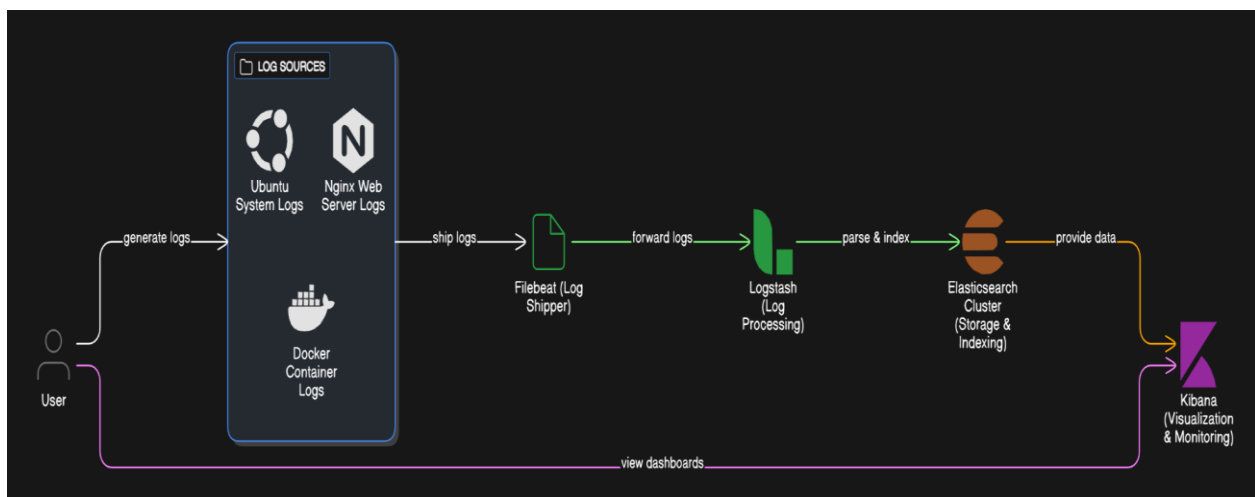 LOG SOURCES
Ubuntu
System Logs
Nginx Web
Server Logs
generate logs
ship logs
forward logs
parse & index
provide data
Filebeat (Log
Shipper)
Logstash
(Log
Processing)
Elasticsearch
Cluster
(Storage &
Indexing)
Docker
Container
Logs
User
Kibana
(Visualization
& Monitoring)
view dashboards